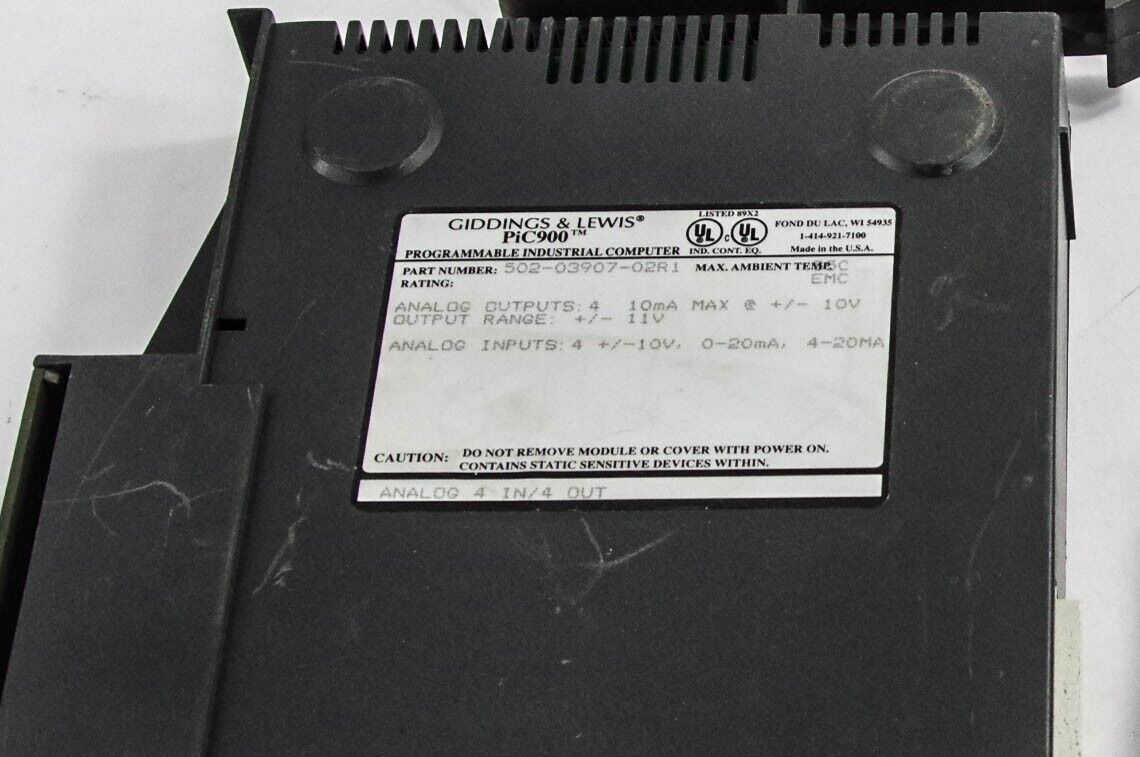 GIDDINGS & LEWIS®
PiC900™
PROGRAMMABLE INDUSTRIAL COMPUTER
LISTED 89X2
UL c UL
IND. CONT. EQ.
FOND DU LAC, WI 54935
1-414-921-7100
Made in the U.S.A.
PART NUMBER: 502-03907-02R1 MAX. AMBIENT TEMP.
RATING: EMC
ANALOG OUTPUTS: 4 10mA MAX @ +/- 10V
OUTPUT RANGE: +/- 11V
ANALOG INPUTS: 4 +/-10V, 0-20mA, 4-20MA
CAUTION: DO NOT REMOVE MODULE OR COVER WITH POWER ON.
CONTAINS STATIC SENSITIVE DEVICES WITHIN.
ANALOG 4 IN/4 OUT